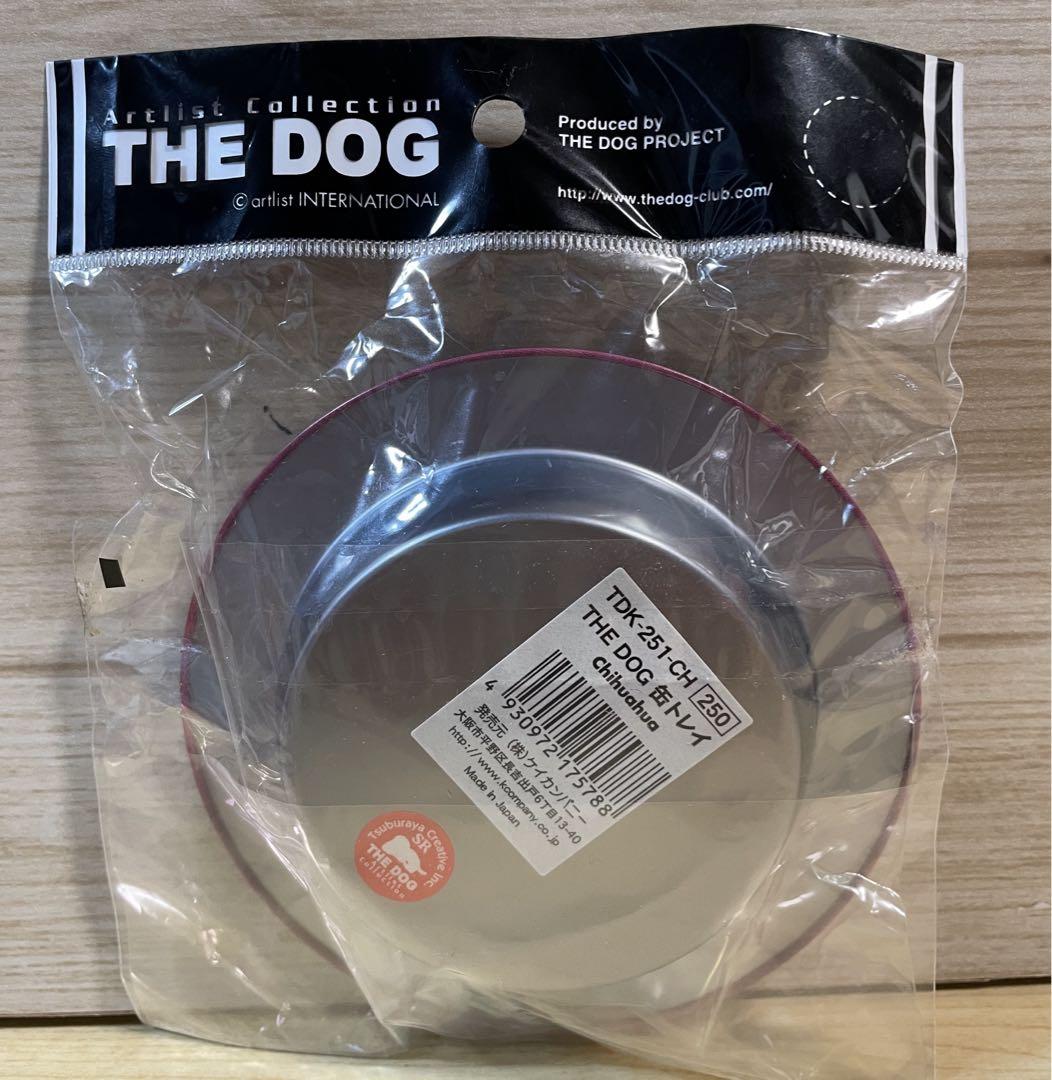 Artlist Collection
THE DOG
© artlist INTERNATIONAL
Produced by
THE DOG PROJECT
http://www.thedog-club.com/
TDK-251-CH 250
THE DOG 缶トレイ
Chihuahua
4 930972 175788
発売元 (株)ケイカンパニー
大阪市平野区長吉出戸6丁目13-40
http://www.koompany.co.jp
Made in Japan
Tsuburaya Creative Inc.
SR
THE DOG
Artlist
Collection